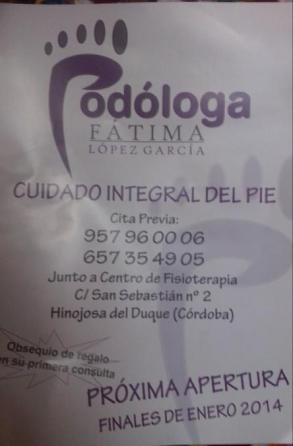 Podóloga
FÁTIMA
LÓPEZ GARCÍA
CUIDADO INTEGRAL DEL PIE
Cita Previa:
957 96 00 06
657 35 49 05
Junto a Centro de Fisioterapia
C/ San Sebastián nº 2
Hinojosa del Duque (Córdoba)
Obsequio de regalo
en su primera consulta
PRÓXIMA APERTURA
FINALES DE ENERO 2014